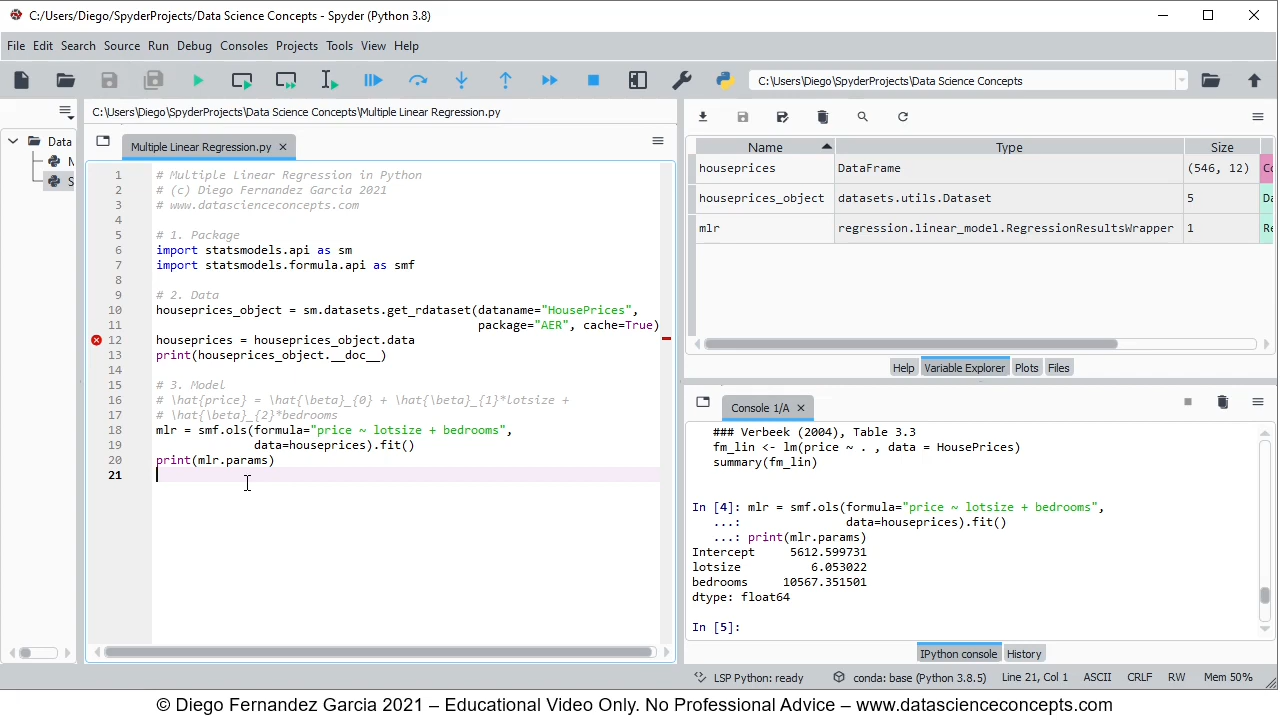 C:/Users/Diego/SpyderProjects/Data Science Concepts - Spyder (Python 3.8)
File Edit Search Source Run Debug Consoles Projects Tools View Help
C:\Users\Diego\SpyderProjects\Data Science Concepts
C:\Users\Diego\SpyderProjects\Data Science Concepts\Multiple Linear Regression.py
Data
M
S
Multiple Linear Regression.py
1 # Multiple Linear Regression in Python
2 # (c) Diego Fernandez Garcia 2021
3 # www.datascienceconcepts.com
4
5 # 1. Package
6 import statsmodels.api as sm
7 import statsmodels.formula.api as smf
8
9 # 2. Data
10 houseprices_object = sm.datasets.get_rdataset(dataname="HousePrices",
11 package="AER", cache=True)
12 houseprices = houseprices_object.data
13 print(houseprices_object.__doc__)
14
15 # 3. Model
16 # \hat{price} = \hat{\beta}_{0} + \hat{\beta}_{1}*lotsize +
17 # \hat{\beta}_{2}*bedrooms
18 mlr = smf.ols(formula="price ~ lotsize + bedrooms",
19 data=houseprices).fit()
20 print(mlr.params)
21
Name Type Size
houseprices DataFrame (546, 12) Co
houseprices_object datasets.utils.Dataset 5 Da
mlr regression.linear_model.RegressionResultsWrapper 1 Re
Help Variable Explorer Plots Files
Console 1/A
### Verbeek (2004), Table 3.3
fm_lin <- lm(price ~ . , data = HousePrices)
summary(fm_lin)
In [4]: mlr = smf.ols(formula="price ~ lotsize + bedrooms",
...: data=houseprices).fit()
...: print(mlr.params)
Intercept 5612.599731
lotsize 6.053022
bedrooms 10567.351501
dtype: float64
In [5]:
IPython console History
LSP Python: ready conda: base (Python 3.8.5) Line 21, Col 1 ASCII CRLF RW Mem 50%
© Diego Fernandez Garcia 2021 – Educational Video Only. No Professional Advice – www.datascienceconcepts.com